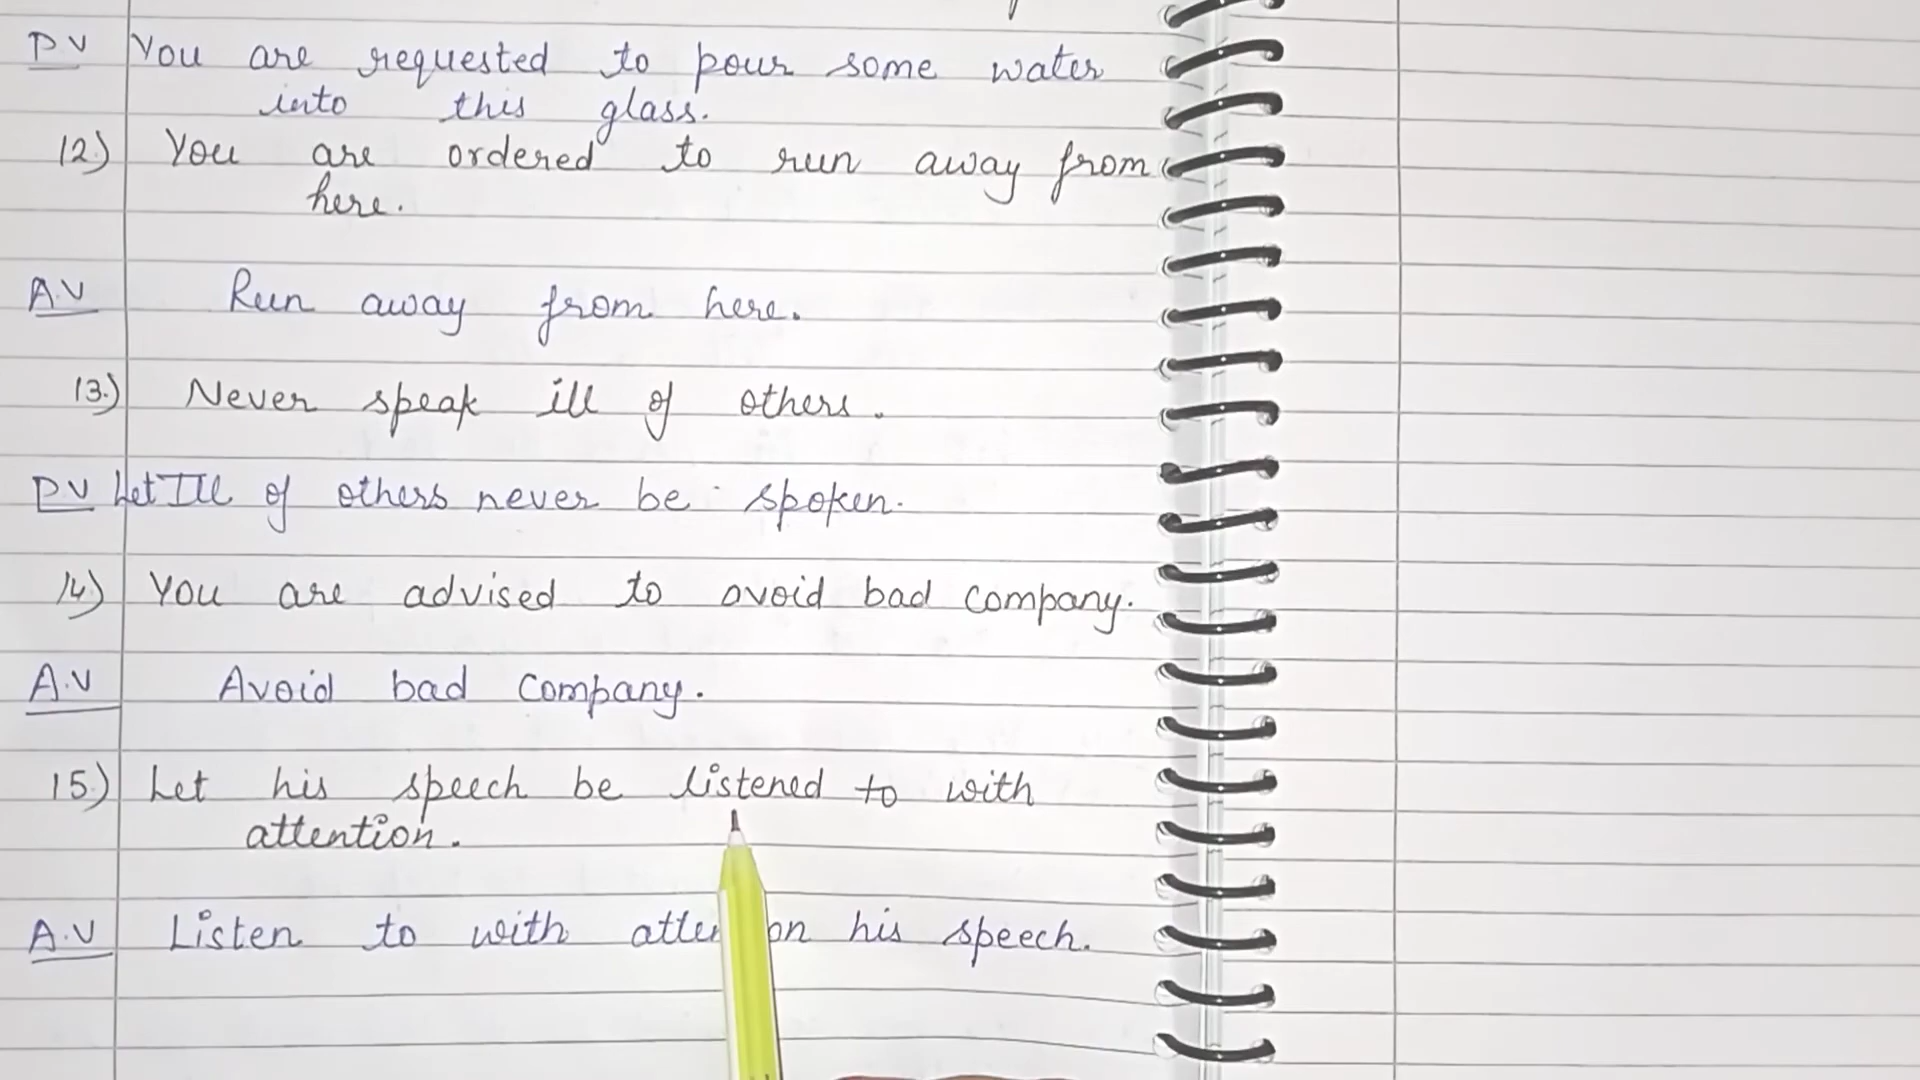 P V You are requested to pour some water
into this glass.
12) You are ordered to run away from
here.
A.V Run away from here.
13.) Never speak ill of others.
P.V Let Ill of others never be spoken.
14) You are advised to avoid bad company.
A.V Avoid bad company.
15) Let his speech be listened to with
attention.
A.V Listen to with his speech.